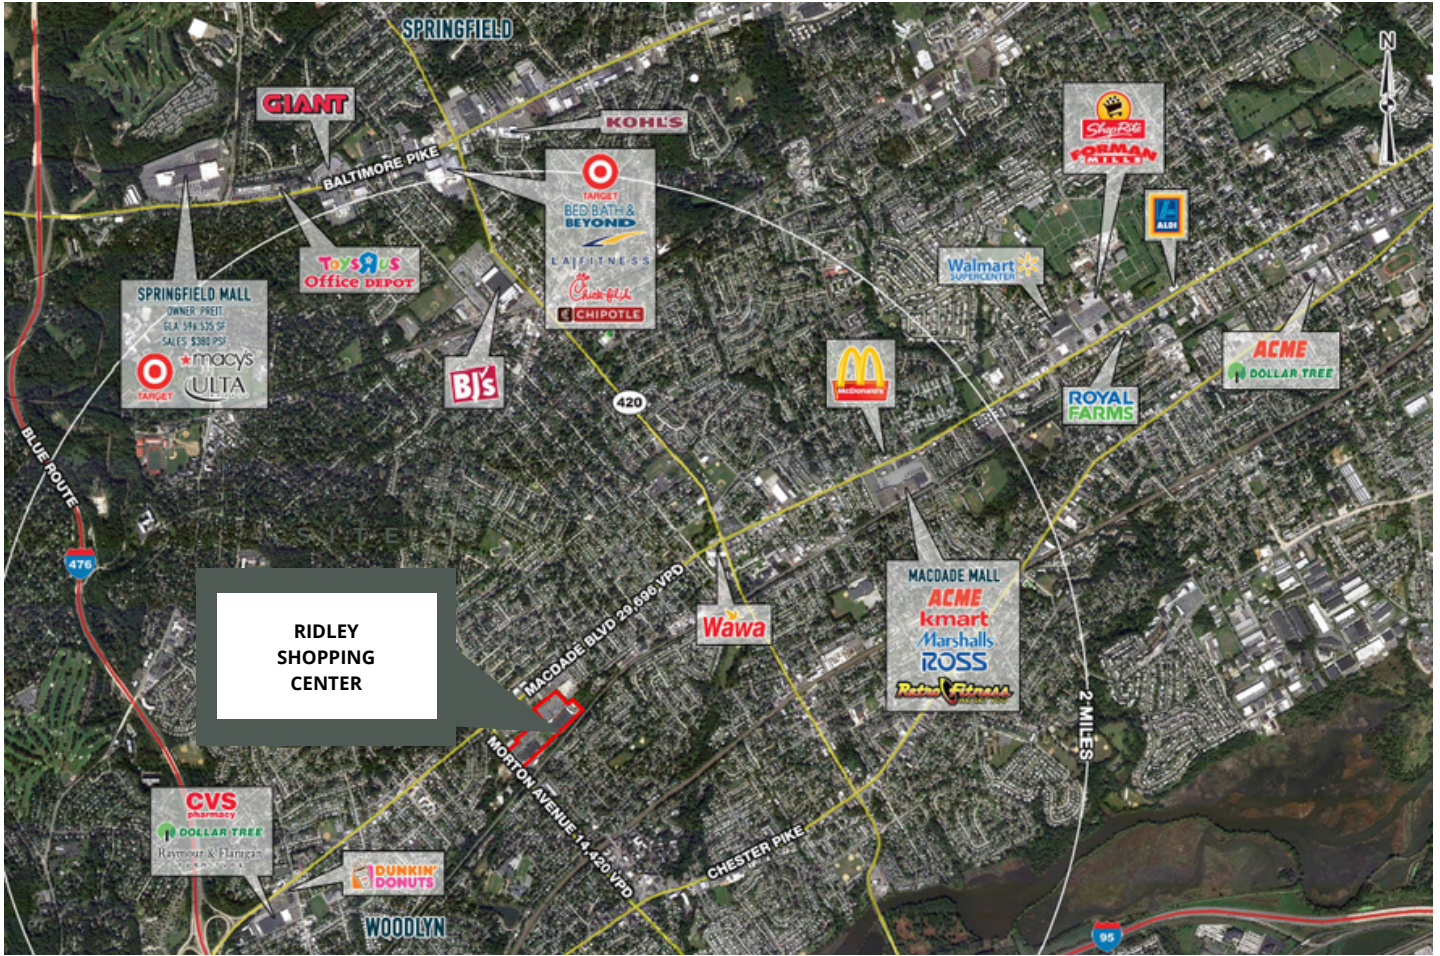 SPRINGFIELD
N
GIANT
KOHL'S
ShopRite
FORMAN
MILLS
BALTIMORE PIKE
TARGET
BED BATH &
BEYOND
LA|FITNESS
Chick-fil-A
CHIPOTLE
ALDI
Walmart
SUPERCENTER
Toys R Us
Office DEPOT
SPRINGFIELD MALL
OWNER: PREIT
GLA: 596,535 SF
SALES: $380 PSF
TARGET
macy's
ULTA
BJ's
420
McDonald's
ROYAL
FARMS
ACME
DOLLAR TREE
BLUE ROUTE
476
SITE
RIDLEY
SHOPPING
CENTER
MACDADE BLVD 29,696 VPD
Wawa
MACDADE MALL
ACME
kmart
Marshalls
ROSS
Retro Fitness
2 MILES
MORTON AVENUE 14,420 VPD
CHESTER PIKE
CVS
pharmacy
DOLLAR TREE
Raymour & Flanigan
DUNKIN'
DONUTS
WOODLYN
95